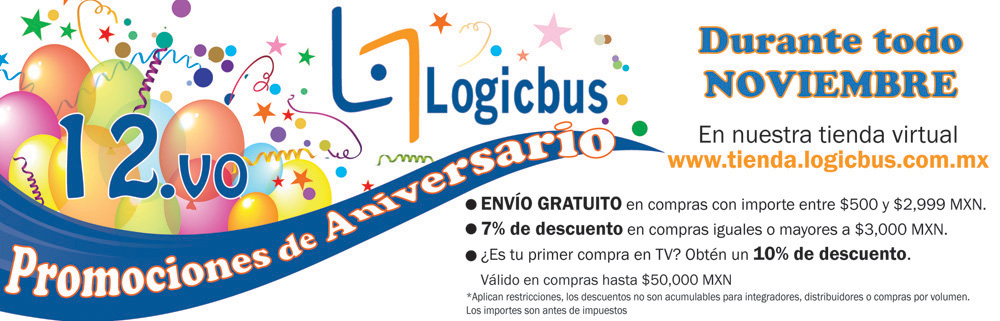 12.vo
Promociones de Aniversario
Logicbus
Durante todo
NOVIEMBRE
En nuestra tienda virtual
www.tienda.logicbus.com.mx
● ENVÍO GRATUITO en compras con importe entre $500 y $2,999 MXN.
● 7% de descuento en compras iguales o mayores a $3,000 MXN.
● ¿Es tu primer compra en TV? Obtén un 10% de descuento.
Válido en compras hasta $50,000 MXN
*Aplican restricciones, los descuentos no son acumulables para integradores, distribuidores o compras por volumen.
Los importes son antes de impuestos